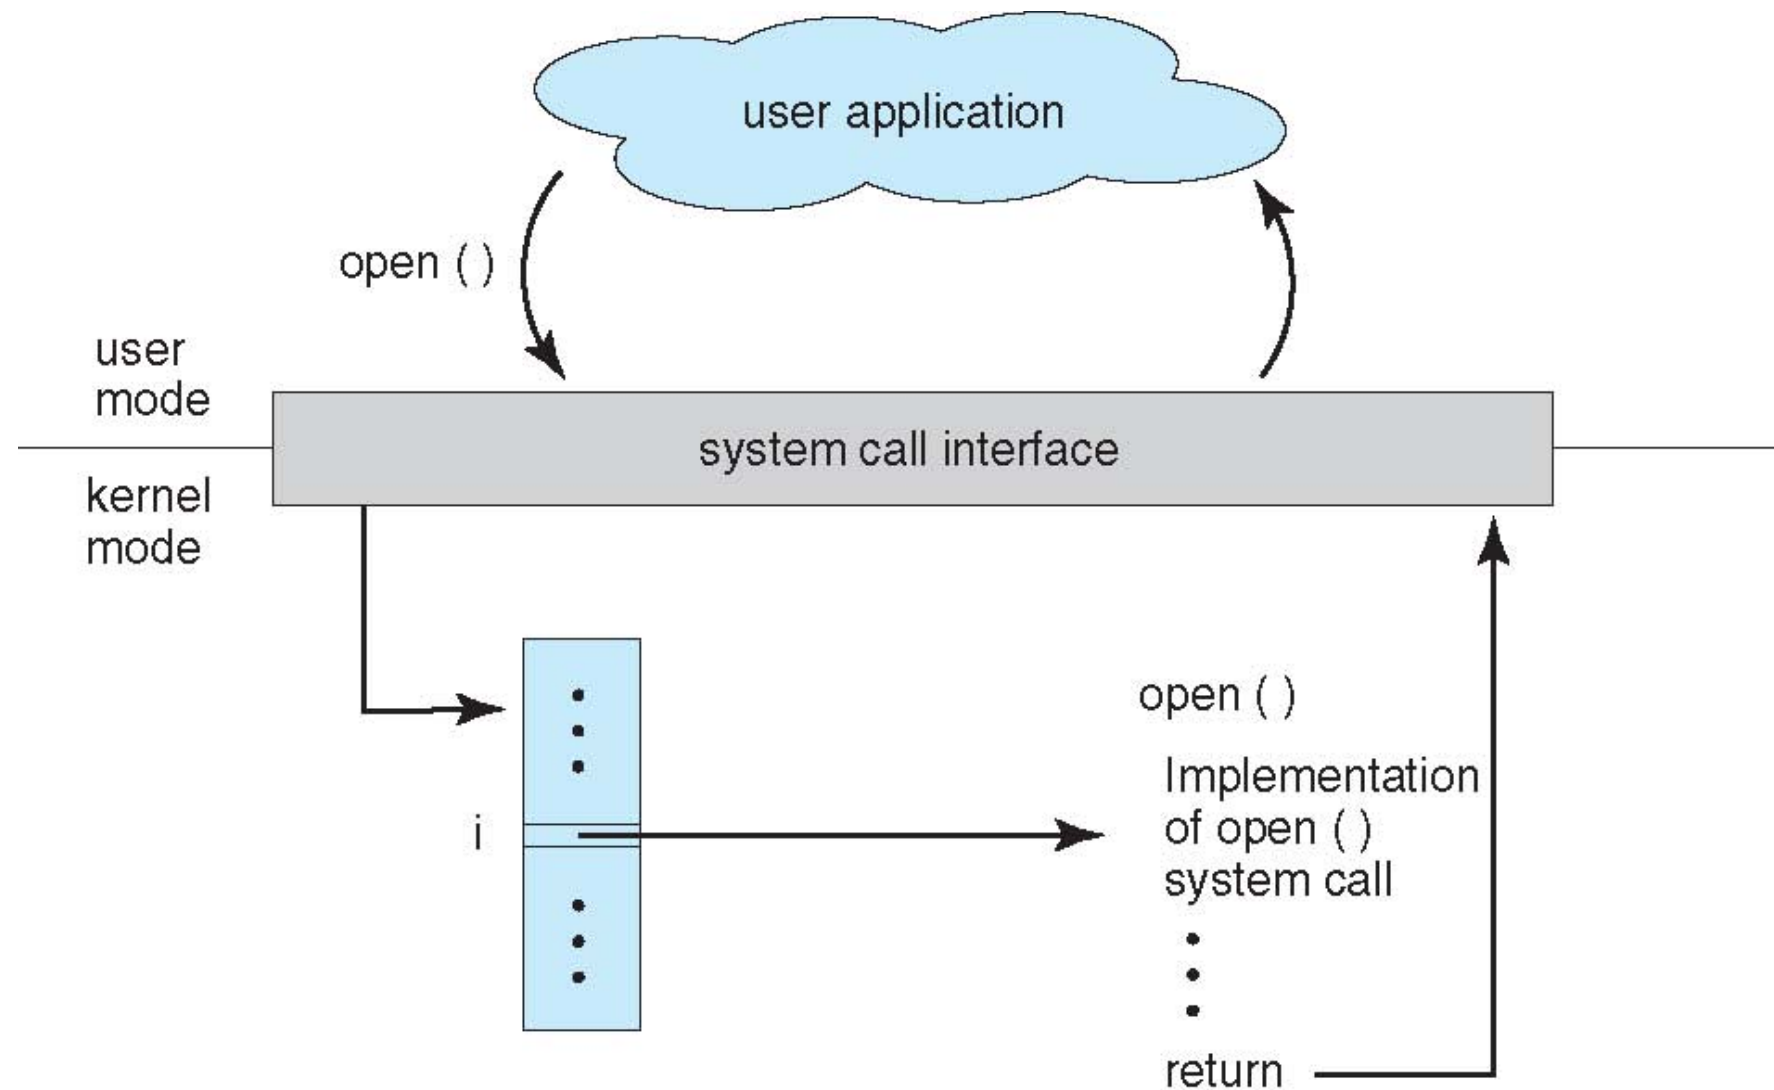 user application
open ( )
user
mode
system call interface
kernel
mode
open ( )
Implementation
of open ( )
system call
i
return